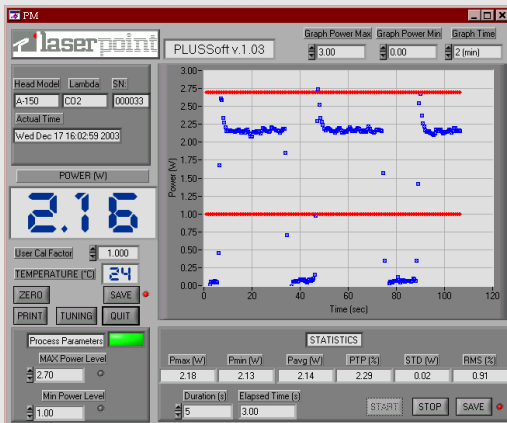 PM
laserpoint
PLUSSoft v.1.03
Graph Power Max Graph Power Min Graph Time
3.00 0.00 2 (min)
Head Model Lambda SN:
A-150 CO2 000033
Actual Time
Wed Dec 17 16:02:59 2003
POWER (W)
2.16
User Cal Factor 1.000
TEMPERATURE (°C) 24
ZERO SAVE
PRINT TUNING QUIT
Power (W)
3.00
2.75
2.50
2.25
2.00
1.75
1.50
1.25
1.00
0.75
0.50
0.25
0.00
0 20 40 60 80 100 120
Time (sec)
Process Parameters
MAX Power Level
2.70
Min Power Level
1.00
STATISTICS
Pmax (W) Pmin (W) Pavg (W) PTP (%) STD (W) RMS (%)
2.18 2.13 2.14 2.29 0.02 0.91
Duration (s) Elapsed Time (s)
5 3.00
START STOP SAVE